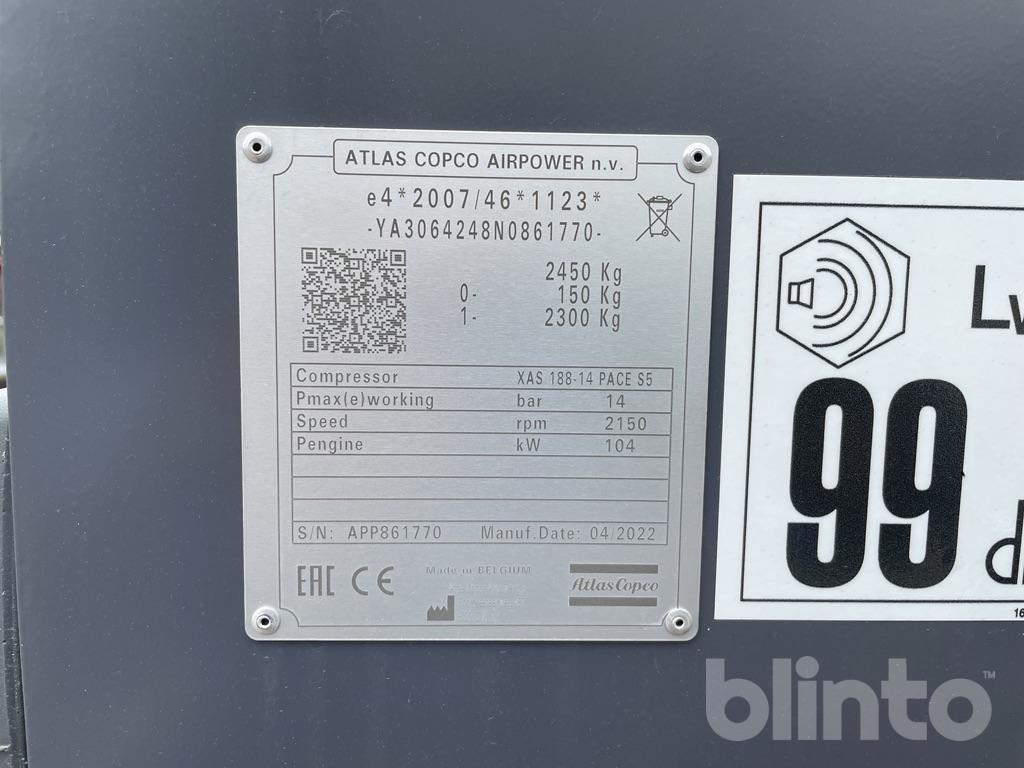 ATLAS COPCO AIRPOWER n.v.
e4*2007/46*1123*
-YA3064248N0861770-
2450 Kg
0- 150 Kg
1- 2300 Kg
Compressor XAS 188-14 PACE S5
Pmax(e)working bar 14
Speed rpm 2150
Pengine kW 104
S/N: APP861770 Manuf.Date: 04/2022
EAC CE Made in BELGIUM Atlas Copco
99
16
blinto™